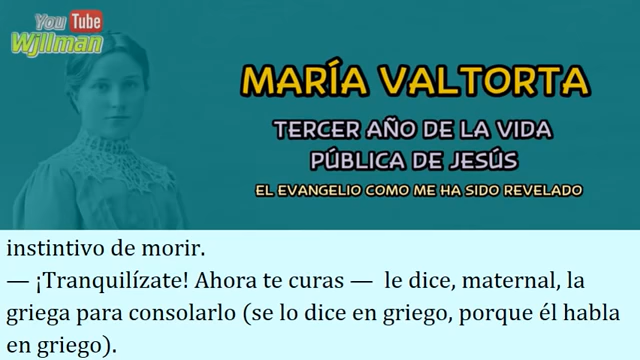 You Tube
Wjllman
MARÍA VALTORTA
TERCER AÑO DE LA VIDA
PÚBLICA DE JESÚS
EL EVANGELIO COMO ME HA SIDO REVELADO
instintivo de morir.
— ¡Tranquilízate! Ahora te curas — le dice, maternal, la
griega para consolarlo (se lo dice en griego, porque él habla
en griego).